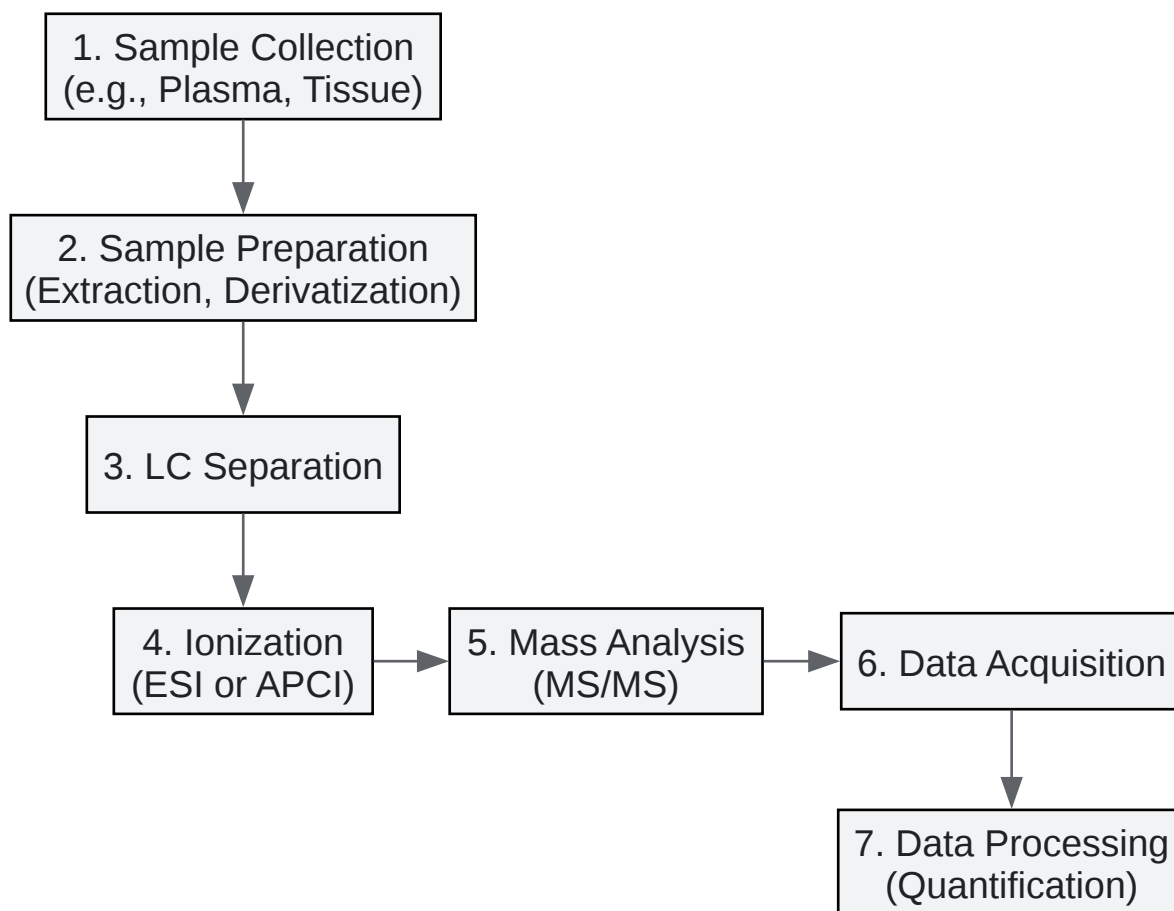 1. Sample Collection
(e.g., Plasma, Tissue)
2. Sample Preparation
(Extraction, Derivatization)
3. LC Separation
4. Ionization
(ESI or APCI)
5. Mass Analysis
(MS/MS)
6. Data Acquisition
7. Data Processing
(Quantification)